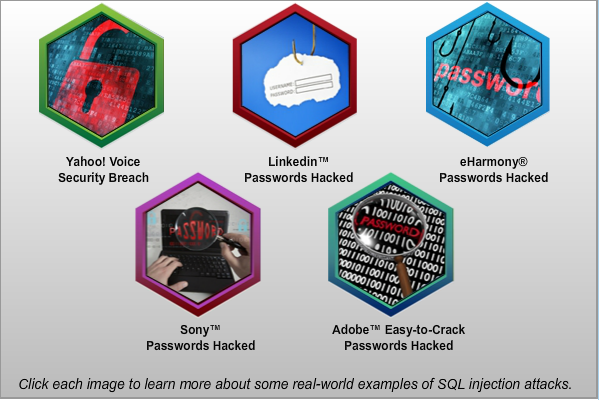 USERNAME:
PASSWORD:
password
Yahoo! Voice
Security Breach
Linkedin™
Passwords Hacked
eHarmony®
Passwords Hacked
PASSWORD
PASSWORD
Sony™
Passwords Hacked
Adobe™ Easy-to-Crack
Passwords Hacked
Click each image to learn more about some real-world examples of SQL injection attacks.